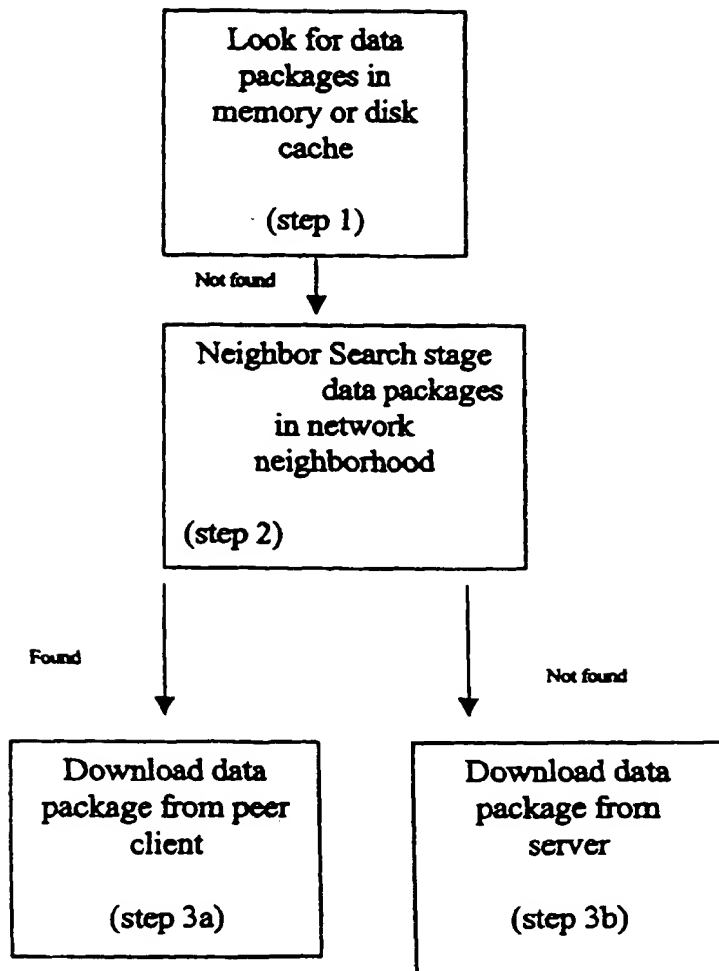 Look for data
packages in
memory or disk
cache
(step 1)
Not found
Neighbor Search stage
data packages
in network
neighborhood
(step 2)
Found
Not found
Download data
package from peer
client
(step 3a)
Download data
package from
server
(step 3b)